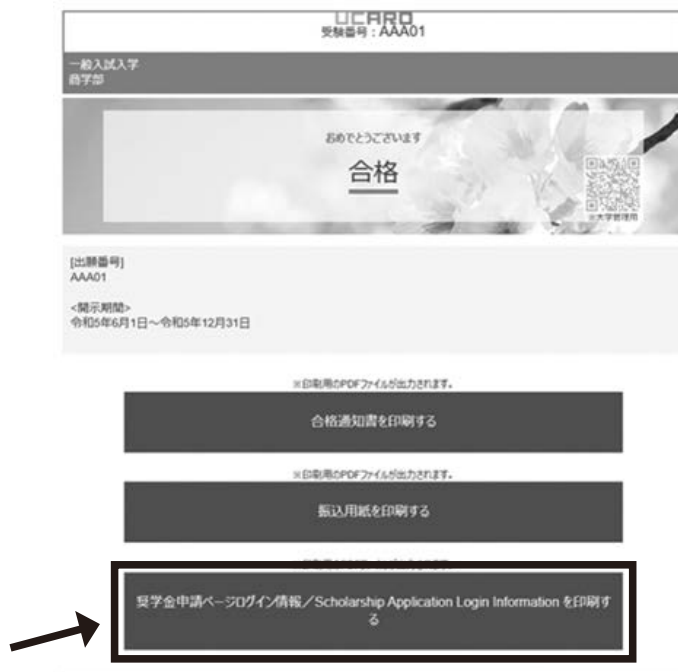 UCARO
受験番号：AAA01
一般入試入学
商学部
おめでとうございます
合格
※大学管理用
[出願番号]
AAA01
<開示期間>
令和5年6月1日～令和5年12月31日
※印刷用のPDFファイルが出力されます。
合格通知書を印刷する
※印刷用のPDFファイルが出力されます。
振込用紙を印刷する
奨学金申請ページログイン情報／Scholarship Application Login Information を印刷す
る